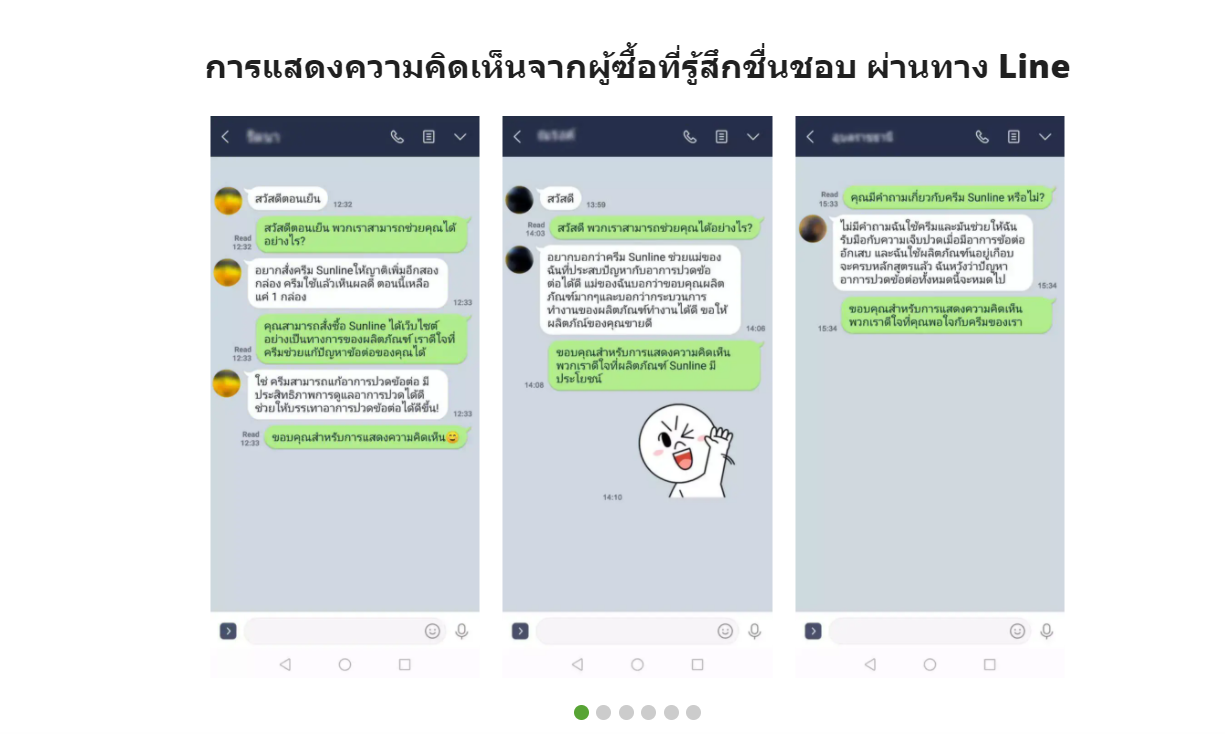 การแสดงความคิดเห็นจากผู้ซื้อที่รู้สึกชื่นชอบ ผ่านทาง Line
สวัสดีตอนเย็น
12:32
สวัสดีตอนเย็น พวกเราสามารถช่วยคุณได้
อย่างไร?
Read
12:32
อยากสั่งครีม Sunlineให้ญาติเพิ่มอีกสอง
กล่อง ครีมใช้แล้วเห็นผลดี ตอนนี้เหลือ
แค่ 1 กล่อง
12:33
คุณสามารถสั่งซื้อ Sunline ได้เว็บไซต์
อย่างเป็นทางการของผลิตภัณฑ์ เราดีใจที่
ครีมช่วยแก้ปัญหาข้อต่อของคุณได้
Read
12:33
ใช่ ครีมสามารถแก้อาการปวดข้อต่อ มี
ประสิทธิภาพการดูแลอาการปวดได้ดี
ช่วยให้บรรเทาอาการปวดข้อต่อได้ดีขึ้น!
12:33
Read
12:33
ขอบคุณสำหรับการแสดงความคิดเห็น😊
สวัสดี
13:59
Read
14:03
สวัสดี พวกเราสามารถช่วยคุณได้อย่างไร?
อยากบอกว่าครีม Sunline ช่วยแม่ของ
ฉันที่ประสบปัญหากับอาการปวดข้อ
ต่อได้ดี แม่ของฉันบอกว่าขอบคุณผลิต
ภัณฑ์มากๆและบอกว่ากระบวนการ
ทำงานของผลิตภัณฑ์ทำงานได้ดี ขอให้
ผลิตภัณ์ของคุณขายดี
14:06
ขอบคุณสำหรับการแสดงความคิดเห็น
พวกเราดีใจที่ผลิตภัณฑ์ Sunline มี
ประโยชน์
14:08
14:10
Read
15:33
คุณมีคำถามเกี่ยวกับครีม Sunline หรือไม่?
ไม่มีคำถามฉันใช้ครีมและมันช่วยให้ฉัน
รับมือกับความเจ็บปวดเมื่อมีอาการข้อต่อ
อักเสบ และฉันใช้ผลิตภัณฑ์นอยู่เกือบ
จะครบหลักสูตรแล้ว ฉันหวังว่าปัญหา
อาการปวดข้อต่อทั้งหมดนี้จะหมดไป
15:34
ขอบคุณสำหรับการแสดงความคิดเห็น
พวกเราดีใจที่คุณพอใจกับครีมของเรา
15:34